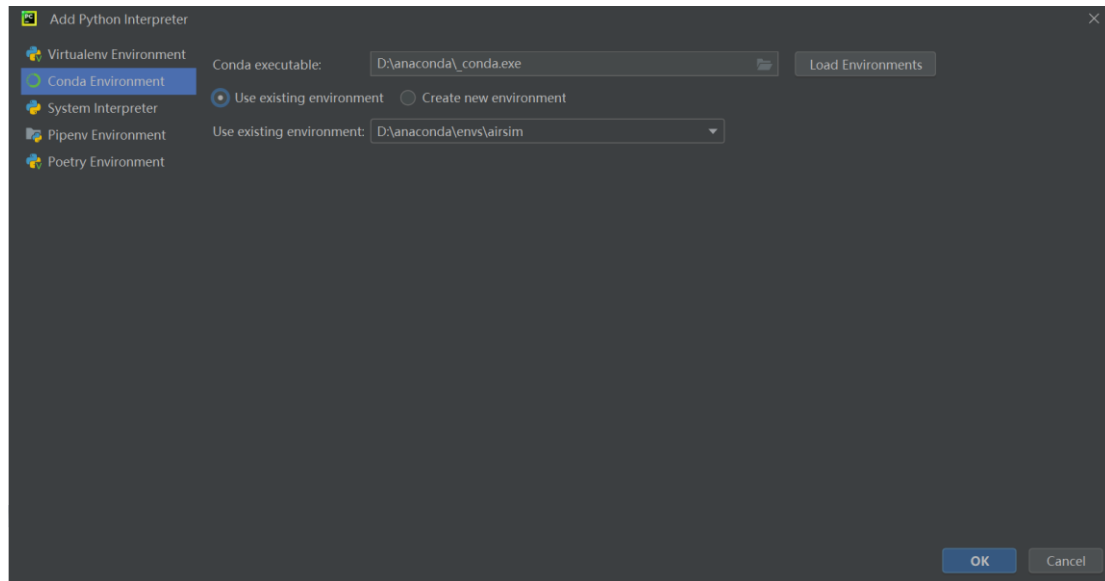 PC Add Python Interpreter
Virtualenv Environment
Conda Environment
System Interpreter
Pipenv Environment
Poetry Environment
Conda executable: D:\anaconda\_conda.exe Load Environments
Use existing environment Create new environment
Use existing environment: D:\anaconda\envs\airsim
OK Cancel